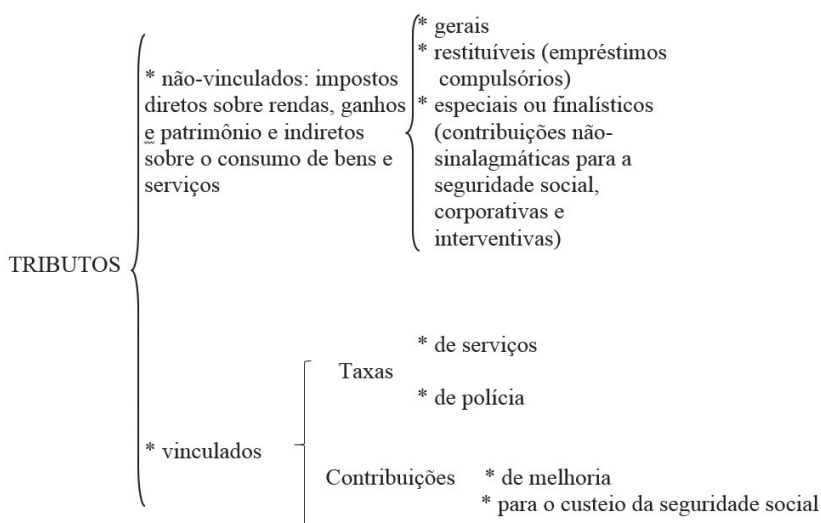 * gerais
* restituíveis (empréstimos
compulsórios)
* não-vinculados: impostos
diretos sobre rendas, ganhos
e patrimônio e indiretos
sobre o consumo de bens e
serviços
* especiais ou finalísticos
(contribuições não-
sinalagmáticas para a
seguridade social,
corporativas e
interventivas)
TRIBUTOS
* vinculados
Taxas
* de serviços
* de polícia
Contribuições
* de melhoria
* para o custeio da seguridade social